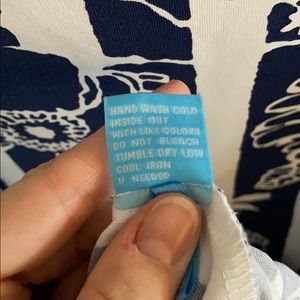 HAND WASH COLD
INSIDE OUT
WITH LIKE COLORS
DO NOT BLEACH
TUMBLE DRY LOW
COOL IRON
IF NEEDED